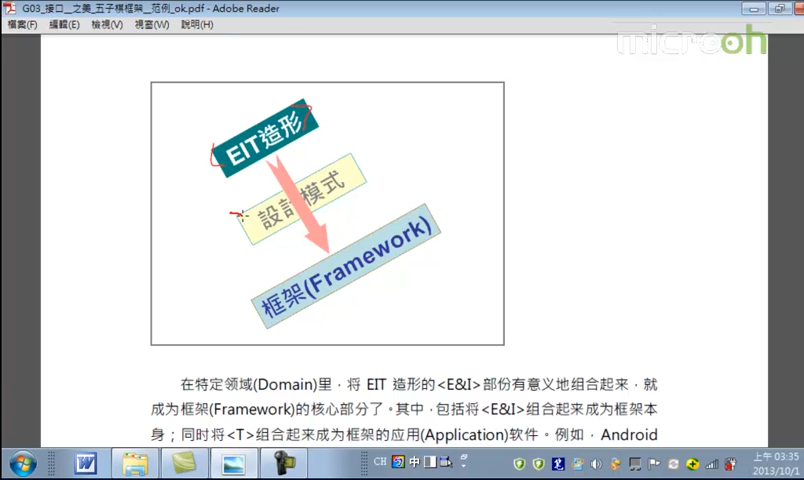 G03_接口__之美_五子棋框架__范例_ok.pdf - Adobe Reader
檔案(F) 編輯(E) 檢視(V) 視窗(W) 說明(H)
microoh
EIT造形
設計模式
框架(Framework)
在特定领域(Domain)里，将 EIT 造形的<E&I>部份有意义地组合起来，就
成为框架(Framework)的核心部分了。其中，包括将<E&I>组合起来成为框架本
身；同时将<T>组合起来成为框架的应用(Application)软件。例如，Android
CH 中
上午 03:35
2013/10/1